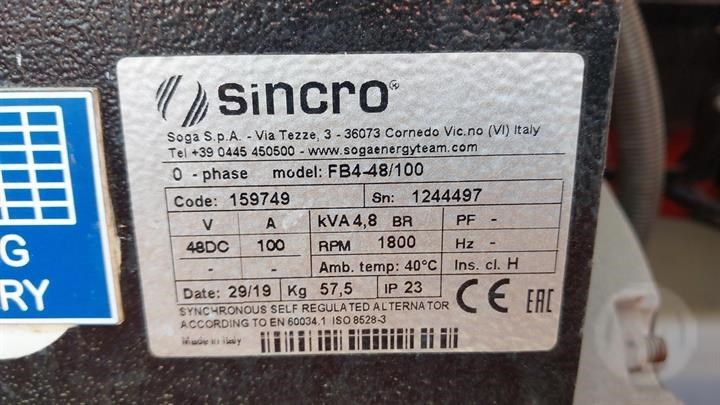 sincro®
Soga S.p.A. - Via Tezze, 3 - 36073 Cornedo Vic.no (VI) Italy
Tel +39 0445 450500 - www.sogaenergyteam.com
0 - phase model: FB4-48/100
Code: 159749 Sn: 1244497
V A kVA 4,8 BR PF -
48DC 100 RPM 1800 Hz -
- - Amb. temp: 40°C Ins. cl. H
Date: 29/19 Kg 57,5 IP 23
CE EAC
SYNCHRONOUS SELF REGULATED ALTERNATOR
ACCORDING TO EN 60034.1 ISO 8528-3
Made in Italy
G
RY